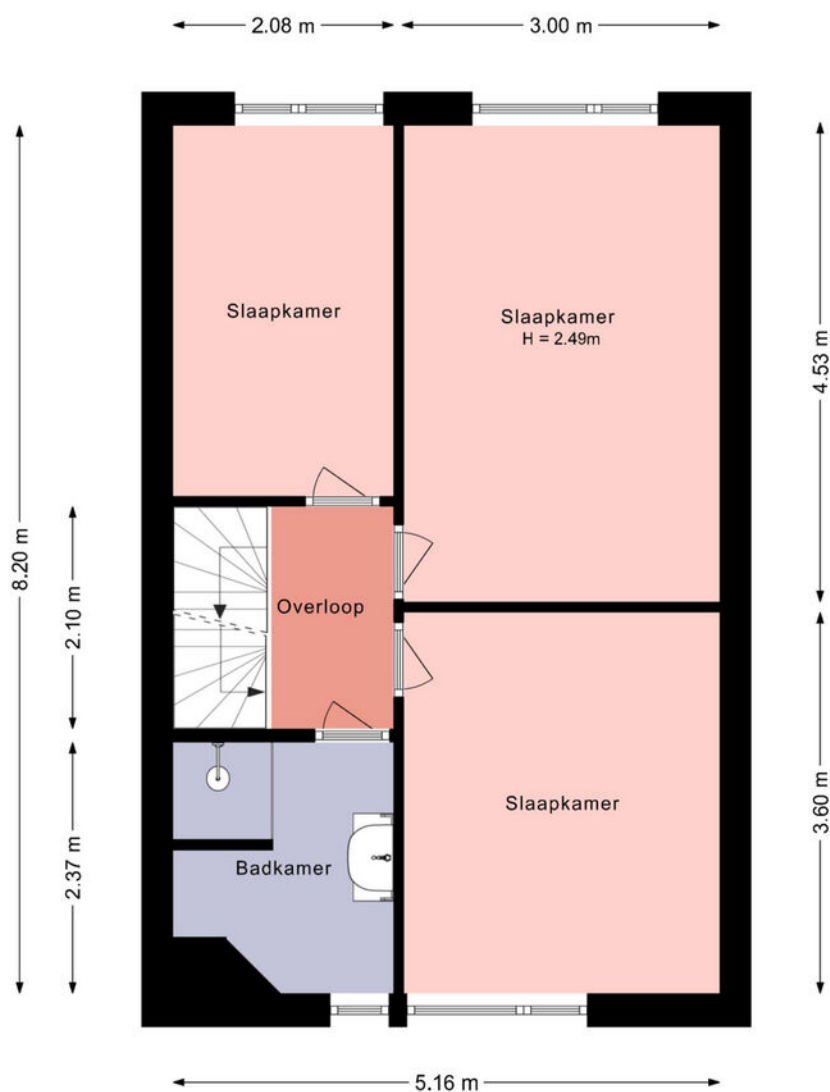 2.08 m
3.00 m
Slaapkamer
Slaapkamer
H = 2.49m
4.53 m
8.20 m
2.10 m
Overloop
Slaapkamer
3.60 m
Badkamer
2.37 m
5.16 m